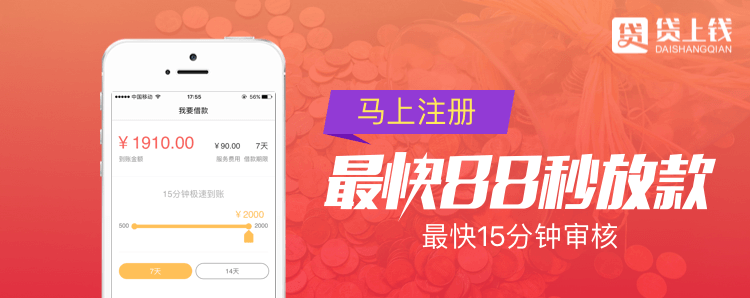 贷 贷上钱
DAISHANGQIAN
中国移动 17:55 56%
我要借款
¥1910.00 ¥90.00 7天
到账金额 服务费用 借款期限
15分钟极速到账
¥2000
500 2000
7天 14天
马上注册
最快88秒放款
最快15分钟审核